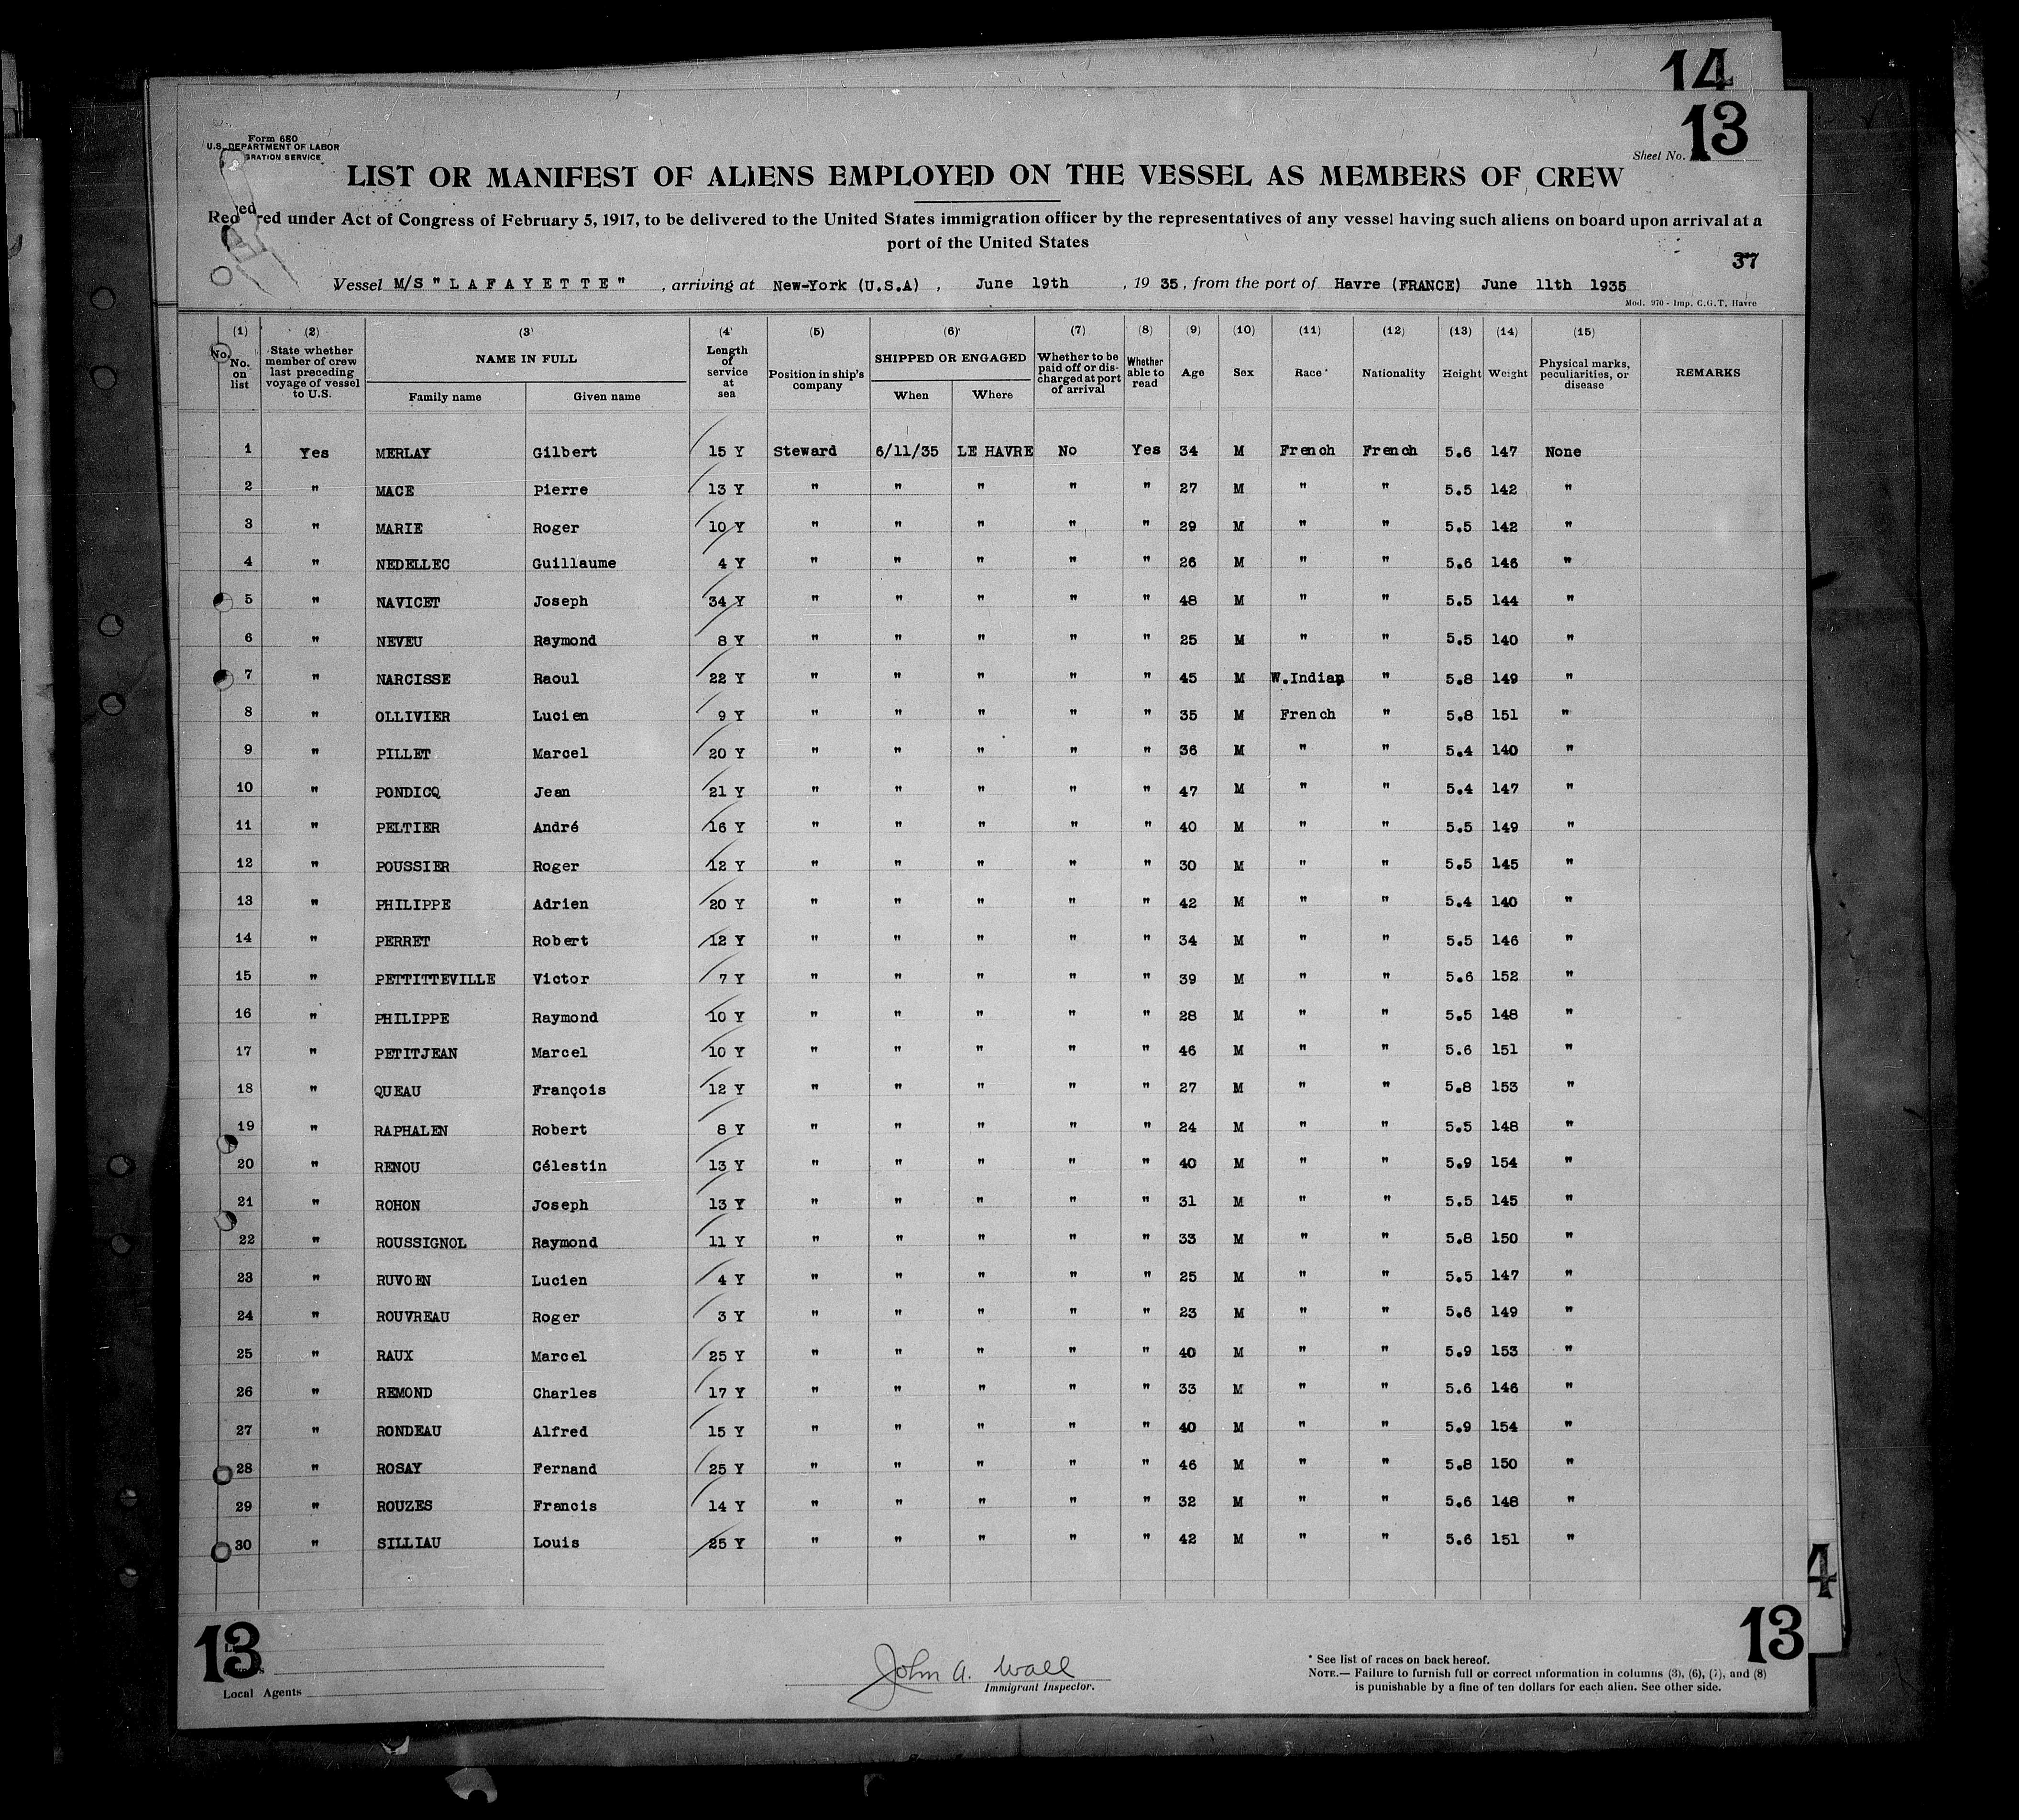 14
13
Form 680
U.S. DEPARTMENT OF LABOR
GRATION SERVICE
Sheet No.
LIST OR MANIFEST OF ALIENS EMPLOYED ON THE VESSEL AS MEMBERS OF CREW
red under Act of Congress of February 5, 1917, to be delivered to the United States immigration officer by the representatives of any vessel having such aliens on board upon arrival at a
port of the United States
37
Vessel M/S "LAFAYETTE", arriving at New-York (U.S.A), June 19th, 1935, from the port of Havre (FRANCE) June 11th 1935
Mod. 970 - Imp. C.G.T. Havre
(1) (2) (3) (4) (5) (6) (7) (8) (9) (10) (11) (12) (13) (14) (15)
No. on list State whether member of crew last preceding voyage of vessel to U.S. NAME IN FULL Family name Given name Length of service at sea Position in ship's company SHIPPED OR ENGAGED When Where Whether to be paid off or discharged at port of arrival Whether able to read Age Sex Race* Nationality Height Weight Physical marks, peculiarities, or disease REMARKS
1 Yes MERLAY Gilbert 15 Y Steward 6/11/35 LE HAVRE No Yes 34 M French French 5.6 147 None
2 " MACE Pierre 13 Y " " " " " 27 M " " 5.5 142 "
3 " MARIE Roger 10 Y " " " " " 29 M " " 5.5 142 "
4 " NEDELLEC Guillaume 4 Y " " " " " 26 M " " 5.6 146 "
5 " NAVICET Joseph 34 Y " " " " " 48 M " " 5.5 144 "
6 " NEVEU Raymond 8 Y " " " " " 25 M " " 5.5 140 "
7 " NARCISSE Raoul 22 Y " " " " " 45 M W.Indian " 5.8 149 "
8 " OLLIVIER Lucien 9 Y " " " " " 35 M French " 5.8 151 "
9 " PILLET Marcel 20 Y " " " " " 36 M " " 5.4 140 "
10 " PONDICQ Jean 21 Y " " " " " 47 M " " 5.4 147 "
11 " PELTIER André 16 Y " " " " " 40 M " " 5.5 149 "
12 " POUSSIER Roger 12 Y " " " " " 30 M " " 5.5 145 "
13 " PHILIPPE Adrien 20 Y " " " " " 42 M " " 5.4 140 "
14 " PERRET Robert 12 Y " " " " " 34 M " " 5.5 146 "
15 " PETTITTEVILLE Victor 7 Y " " " " " 39 M " " 5.6 152 "
16 " PHILIPPE Raymond 10 Y " " " " " 28 M " " 5.5 148 "
17 " PETITJEAN Marcel 10 Y " " " " " 46 M " " 5.6 151 "
18 " QUEAU François 12 Y " " " " " 27 M " " 5.8 153 "
19 " RAPHALEN Robert 8 Y " " " " " 24 M " " 5.5 148 "
20 " RENOU Célestin 13 Y " " " " " 40 M " " 5.9 154 "
21 " ROHON Joseph 13 Y " " " " " 31 M " " 5.5 145 "
22 " ROUSSIGNOL Raymond 11 Y " " " " " 33 M " " 5.8 150 "
23 " RUVOEN Lucien 4 Y " " " " " 25 M " " 5.5 147 "
24 " ROUVREAU Roger 3 Y " " " " " 23 M " " 5.6 149 "
25 " RAUX Marcel 25 Y " " " " " 40 M " " 5.9 153 "
26 " REMOND Charles 17 Y " " " " " 33 M " " 5.6 146 "
27 " RONDEAU Alfred 15 Y " " " " " 40 M " " 5.9 154 "
28 " ROSAY Fernand 25 Y " " " " " 46 M " " 5.8 150 "
29 " ROUZES Francis 14 Y " " " " " 32 M " " 5.6 148 "
30 " SILLIAU Louis 25 Y " " " " " 42 M " " 5.6 151 "
4
13
13
Local Agents
John A. Wall
Immigrant Inspector.
* See list of races on back hereof.
NOTE.— Failure to furnish full or correct information in columns (3), (6), (7), and (8)
is punishable by a fine of ten dollars for each alien. See other side.